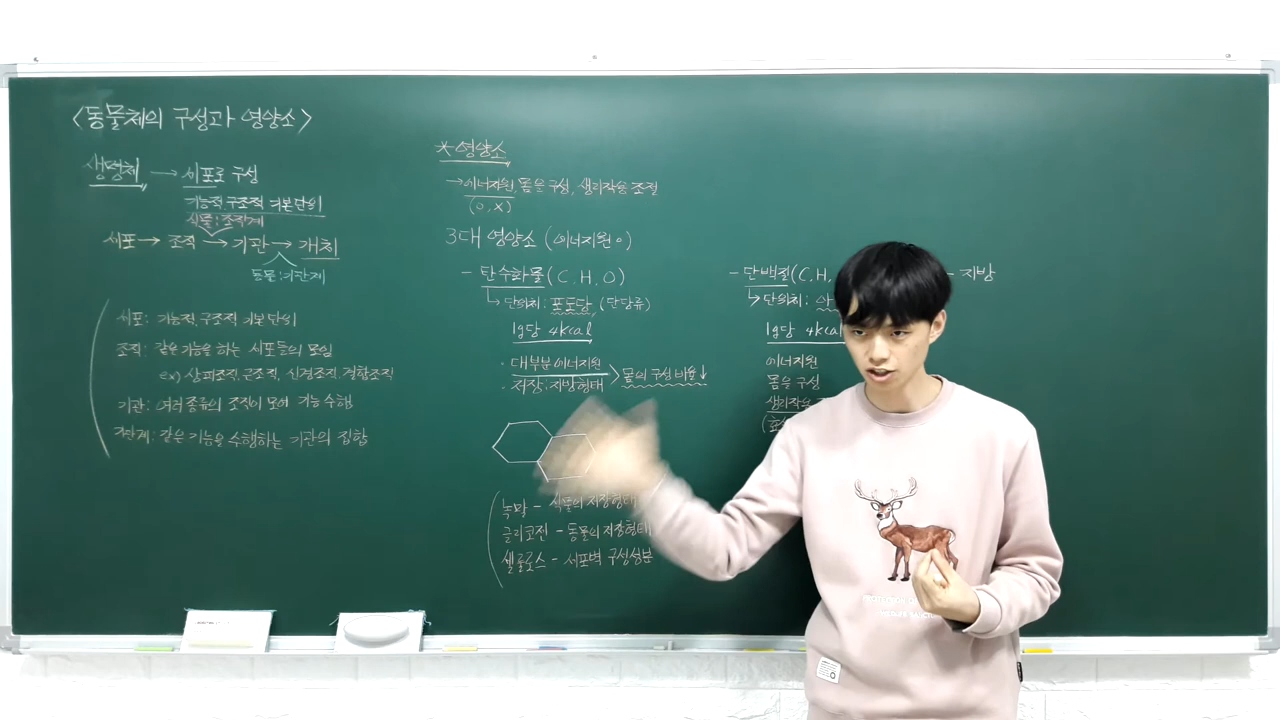 <동물체의 구성과 영양소>
생명체 → 세포로 구성
기능적 구조적 기본단위
식물: 조직계
세포 → 조직 → 기관 → 개체
동물: 기관계
세포: 기능적, 구조적 기본단위
조직: 같은 기능을 하는 세포들의 모임
ex) 상피조직, 근조직, 신경조직, 결합조직
기관: 여러 종류의 조직이 모여 기능 수행
기관계: 같은 기능을 수행하는 기관의 집합
* 영양소
→ 에너지원, 몸을 구성, 생리작용 조절
(O, X)
3대 영양소 (에너지원 o)
- 탄수화물 (C, H, O)
↳ 단위체: 포도당, (단당류)
1g당 4kcal
· 대부분 에너지원
· 저장: 지방형태
> 몸의 구성 비율↓
녹말 - 식물의 저장형태
글리코젠 - 동물의 저장형태
셀룰로스 - 세포벽 구성성분
- 단백질 (C, H,
↳ 단위체:
1g당 4kcal
에너지원
몸을 구성
생리작용
- 지방